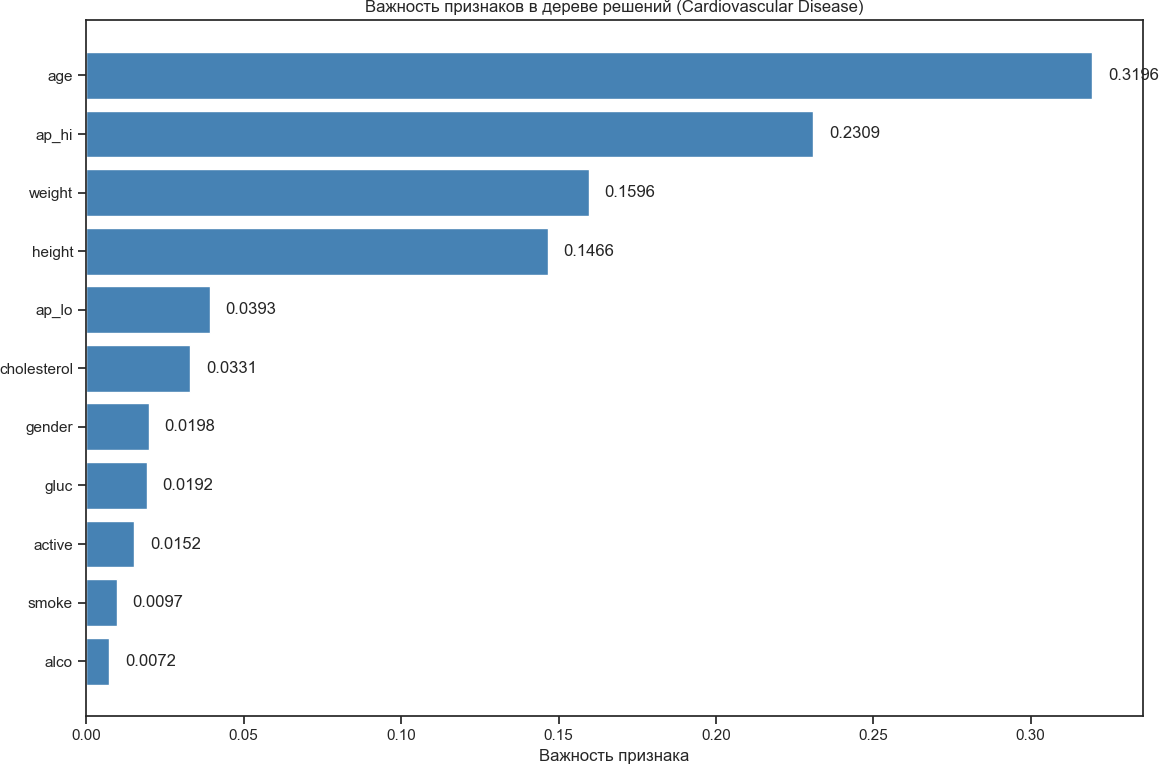 Важность признаков в дереве решений (Cardiovascular Disease)
age 0.3196
ap_hi 0.2309
weight 0.1596
height 0.1466
ap_lo 0.0393
cholesterol 0.0331
gender 0.0198
gluc 0.0192
active 0.0152
smoke 0.0097
alco 0.0072
0.00 0.05 0.10 0.15 0.20 0.25 0.30
Важность признака